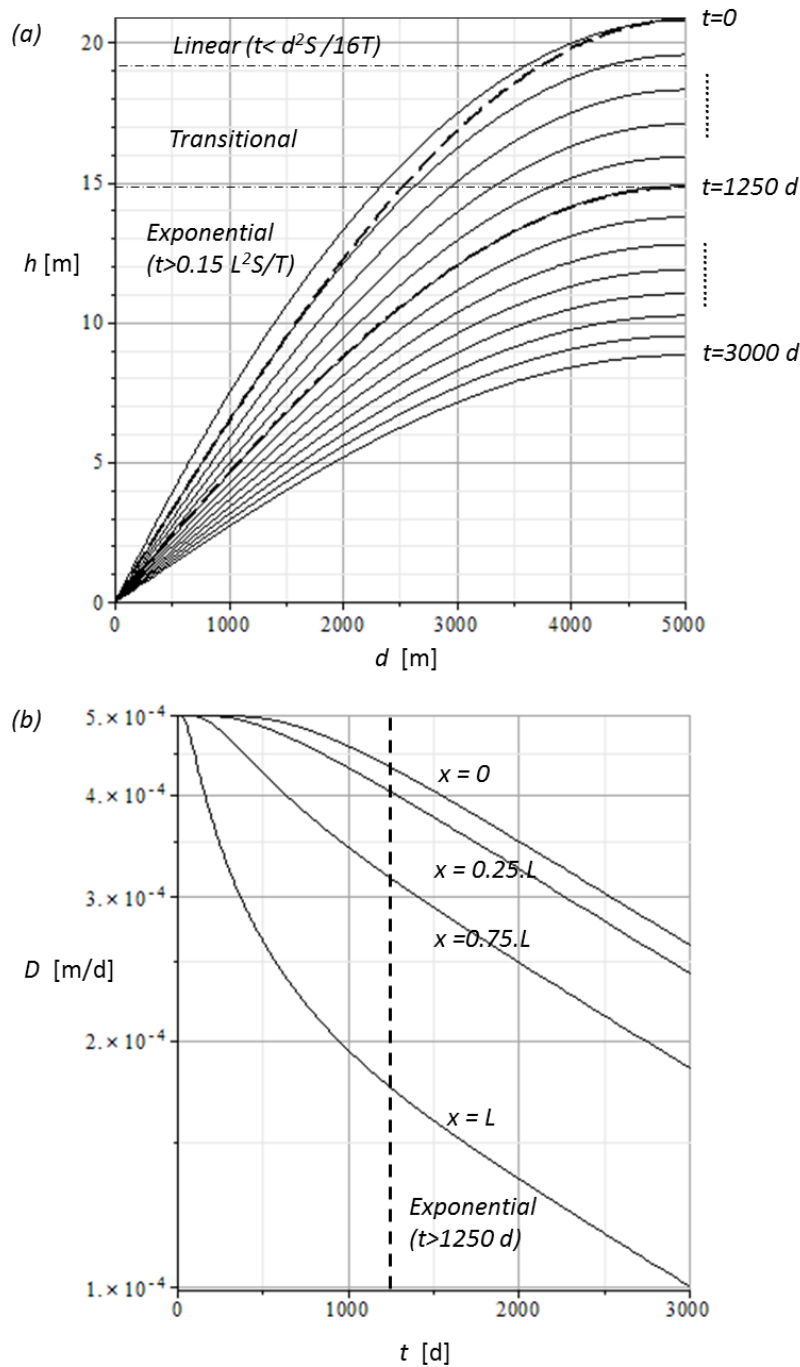 (a)
Linear (t< d²S /16T)
t=0
20
Transitional
15
t=1250 d
Exponential
(t>0.15 L²S/T)
h [m]
10
t=3000 d
5
0
0 1000 2000 3000 4000 5000
d [m]
(b)
5.×10⁻⁴
x = 0
4.×10⁻⁴
x = 0.25.L
3.×10⁻⁴
x =0.75.L
D [m/d]
2.×10⁻⁴
x = L
Exponential
(t>1250 d)
1.×10⁻⁴
0 1000 2000 3000
t [d]